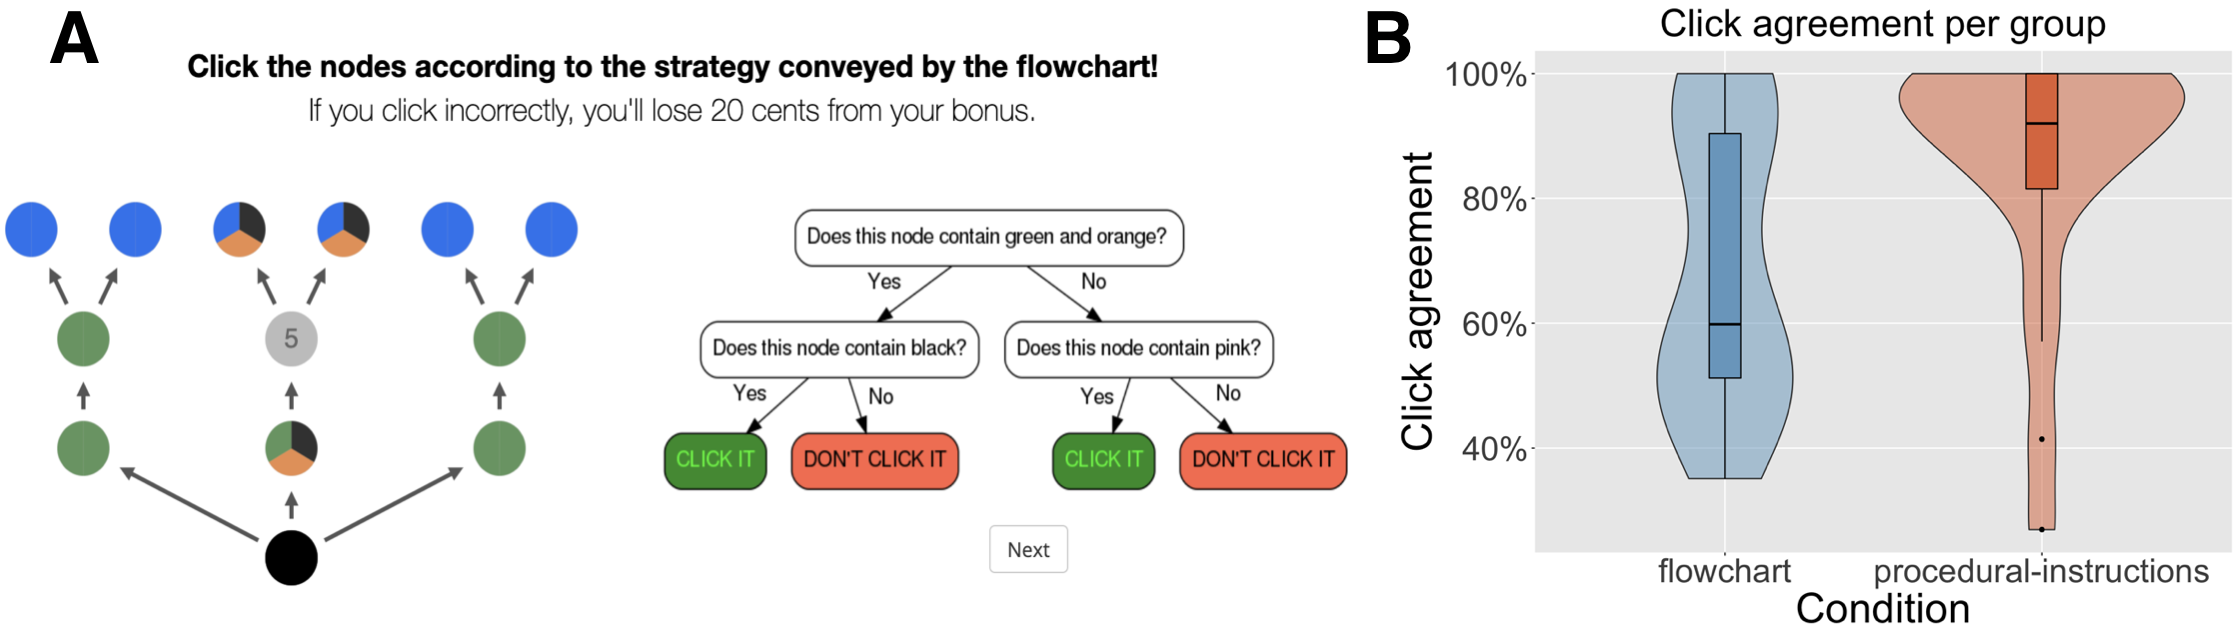 A
Click the nodes according to the strategy conveyed by the flowchart!
If you click incorrectly, you'll lose 20 cents from your bonus.
5
Does this node contain green and orange?
Yes
No
Does this node contain black?
Does this node contain pink?
Yes
No
Yes
No
CLICK IT
DON'T CLICK IT
CLICK IT
DON'T CLICK IT
Next
B
Click agreement per group
Click agreement
100%
80%
60%
40%
flowchart
procedural-instructions
Condition